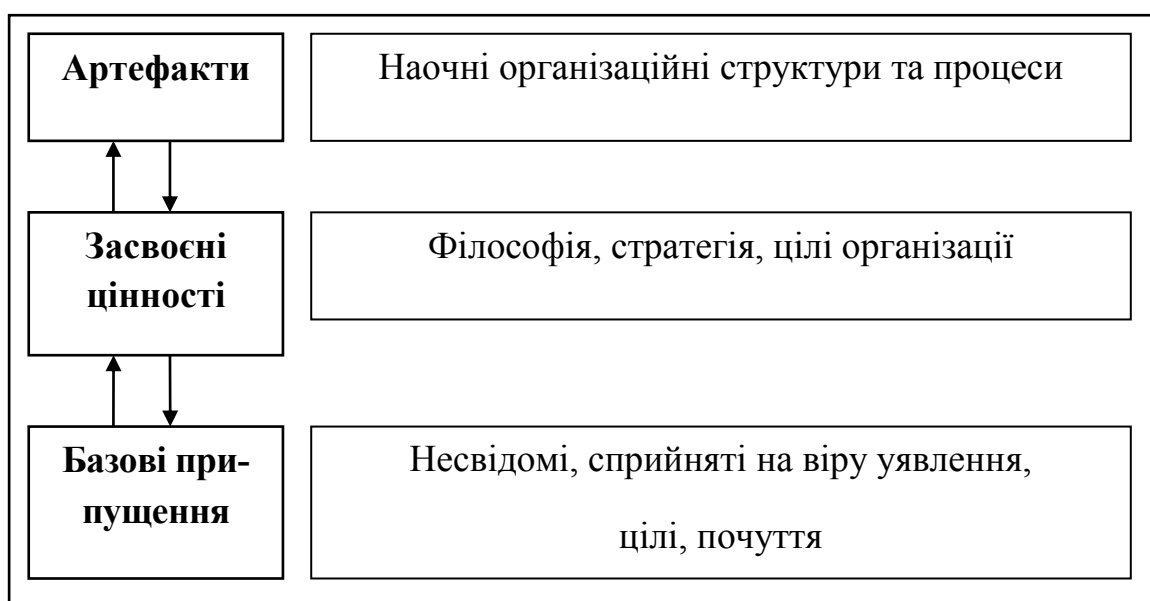 Артефакти
Наочні організаційні структури та процеси
Засвоєні
цінності
Філософія, стратегія, цілі організації
Базові при-
пущення
Несвідомі, сприйняті на віру уявлення,
цілі, почуття